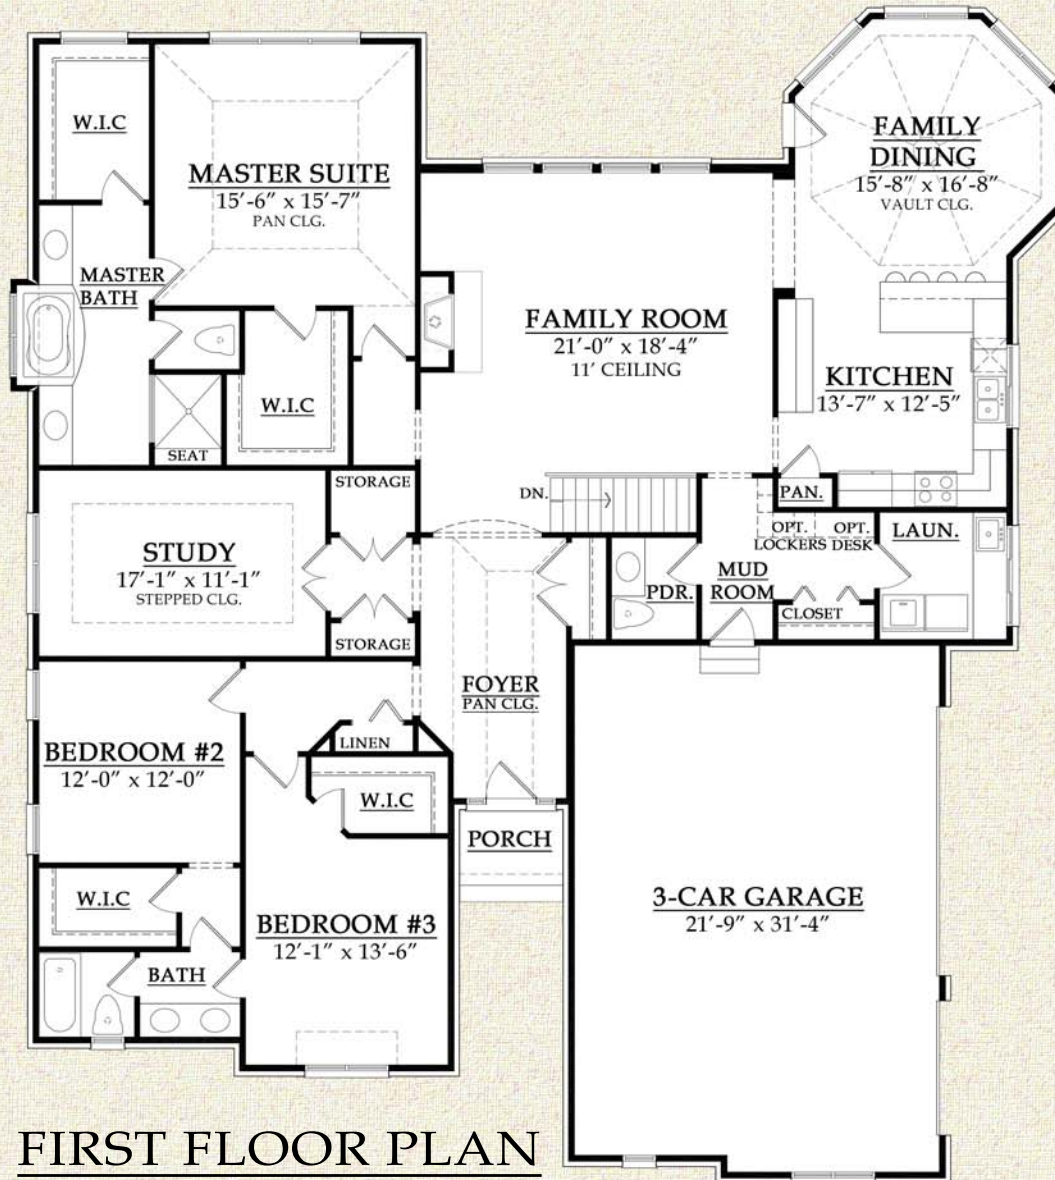 W.I.C
MASTER SUITE
15'-6" x 15'-7"
PAN CLG.
FAMILY
DINING
15'-8" x 16'-8"
VAULT CLG.
MASTER
BATH
FAMILY ROOM
21'-0" x 18'-4"
11' CEILING
KITCHEN
13'-7" x 12'-5"
W.I.C
SEAT
STORAGE
DN.
PAN.
STUDY
17'-1" x 11'-1"
STEPPED CLG.
OPT.
LOCKERS
OPT.
DESK
LAUN.
MUD
ROOM
PDR.
CLOSET
STORAGE
FOYER
PAN CLG.
LINEN
BEDROOM #2
12'-0" x 12'-0"
W.I.C
PORCH
W.I.C
BEDROOM #3
12'-1" x 13'-6"
3-CAR GARAGE
21'-9" x 31'-4"
BATH
FIRST FLOOR PLAN